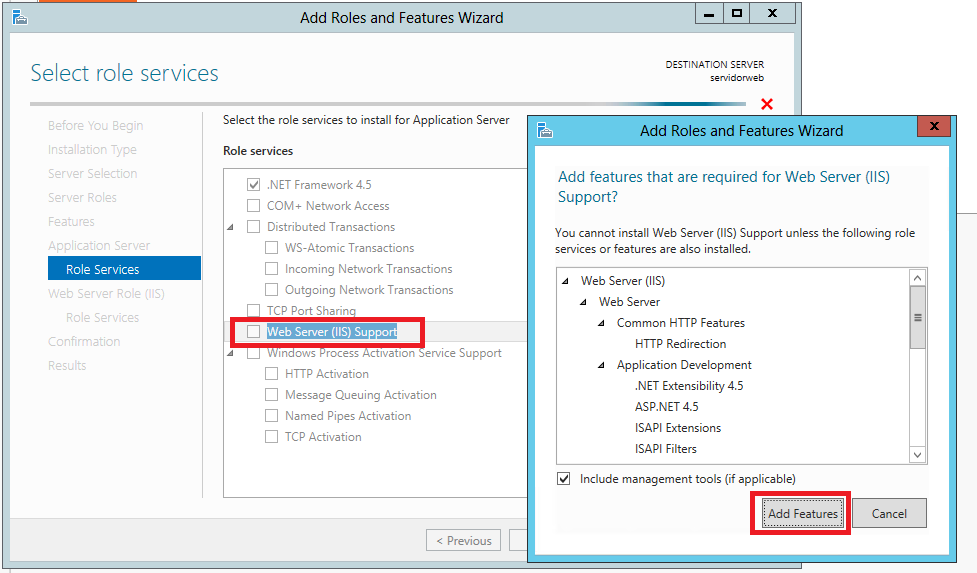 Add Roles and Features Wizard
Select role services
DESTINATION SERVER
servidorweb
Before You Begin
Installation Type
Server Selection
Server Roles
Features
Application Server
Role Services
Web Server Role (IIS)
Role Services
Confirmation
Results
Select the role services to install for Application Server
Role services
.NET Framework 4.5
COM+ Network Access
Distributed Transactions
WS-Atomic Transactions
Incoming Network Transactions
Outgoing Network Transactions
TCP Port Sharing
Web Server (IIS) Support
Windows Process Activation Service Support
HTTP Activation
Message Queuing Activation
Named Pipes Activation
TCP Activation
< Previous
Add Roles and Features Wizard
Add features that are required for Web Server (IIS)
Support?
You cannot install Web Server (IIS) Support unless the following role
services or features are also installed.
Web Server (IIS)
Web Server
Common HTTP Features
HTTP Redirection
Application Development
.NET Extensibility 4.5
ASP.NET 4.5
ISAPI Extensions
ISAPI Filters
Include management tools (if applicable)
Add Features
Cancel